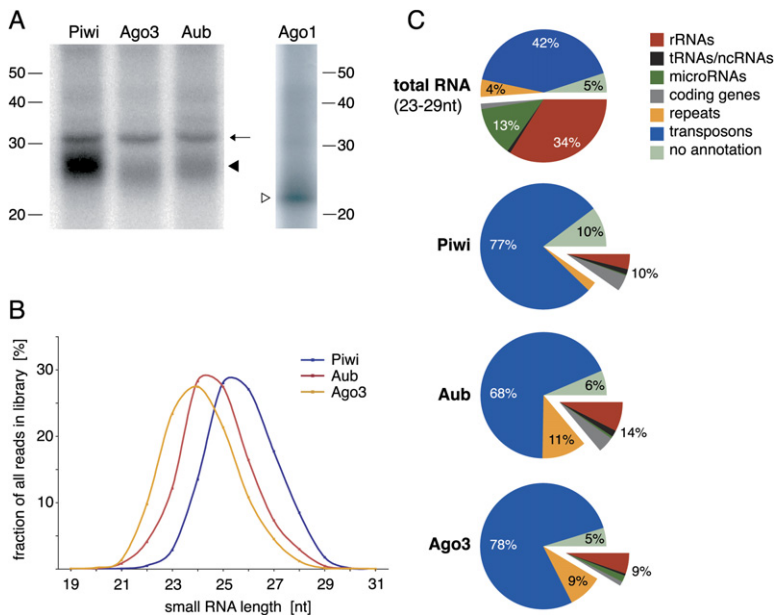 A
Piwi Ago3 Aub Ago1
50 50
40 40
30 30
20 20
B
fraction of all reads in library [%]
30
20
10
Piwi
Aub
Ago3
19 21 23 25 27 29 31
small RNA length [nt]
C
total RNA
(23-29nt)
42%
4%
5%
13%
34%
rRNAs
tRNAs/ncRNAs
microRNAs
coding genes
repeats
transposons
no annotation
Piwi
77%
10%
10%
Aub
68%
6%
11%
14%
Ago3
78%
5%
9%
9%